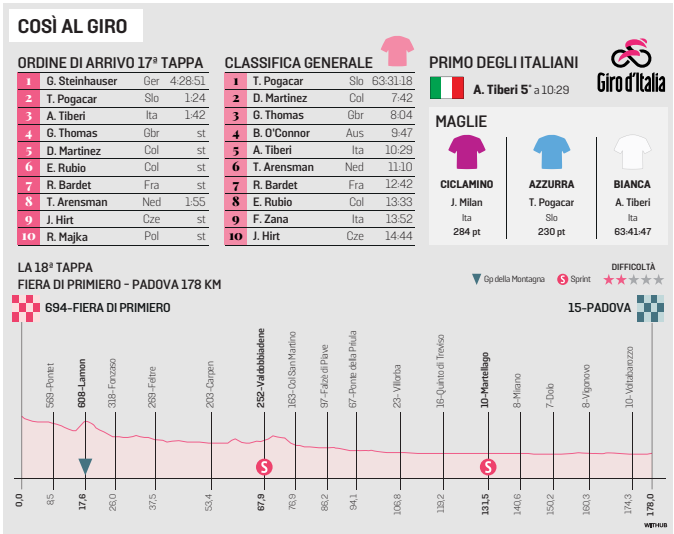 COSÌ AL GIRO
ORDINE DI ARRIVO 17ª TAPPA
1 G. Steinhauser Ger 4:28:51
2 T. Pogacar Slo 1:24
3 A. Tiberi Ita 1:42
4 G. Thomas Gbr st
5 D. Martinez Col st
6 E. Rubio Col st
7 R. Bardet Fra st
8 T. Arensman Ned 1:55
9 J. Hirt Cze st
10 R. Majka Pol st
CLASSIFICA GENERALE
1 T. Pogacar Slo 63:31:18
2 D. Martinez Col 7:42
3 G. Thomas Gbr 8:04
4 B. O'Connor Aus 9:47
5 A. Tiberi Ita 10:29
6 T. Arensman Ned 11:10
7 R. Bardet Fra 12:42
8 E. Rubio Col 13:33
9 F. Zana Ita 13:52
10 J. Hirt Cze 14:44
PRIMO DEGLI ITALIANI
A. Tiberi 5° a 10:29
Giro d'Italia
MAGLIE
CICLAMINO
J. Milan
Ita
284 pt
AZZURRA
T. Pogacar
Slo
230 pt
BIANCA
A. Tiberi
Ita
63:41:47
LA 18ª TAPPA
FIERA DI PRIMIERO - PADOVA 178 KM
Gp della Montagna
S Sprint
DIFFICOLTÀ
694-FIERA DI PRIMIERO
15-PADOVA
569-Pontet
608-Lamon
318-Fonzaso
289-Feltre
203-Carpen
252-Valdobbiadene
163-Col San Martino
97-Falzè di Piave
67-Ponte della Priula
23- Villorba
16-Quinto di Treviso
10-Martellago
8-Mirano
7-Dolo
8-Vigonovo
10-Voltabarozzo
S
S
0,0
8,5
17,6
26,0
37,5
53,4
67,9
76,9
86,2
94,1
106,8
119,2
131,5
140,6
150,2
160,3
174,3
178,0
WITHUB